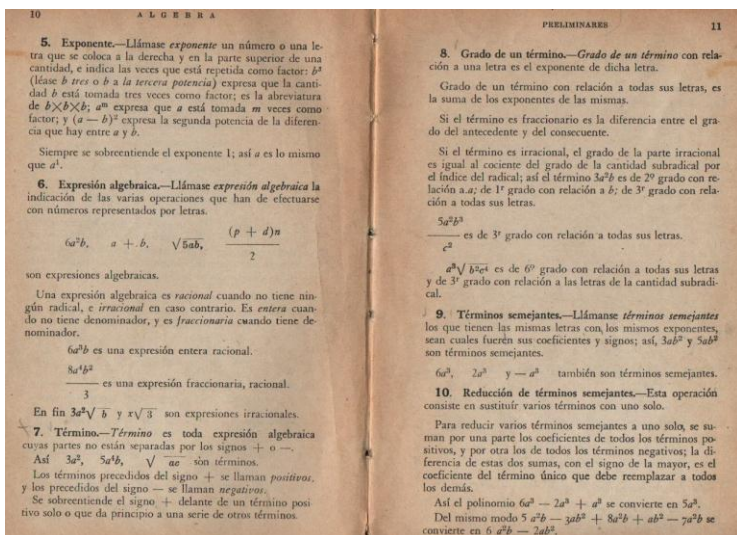 10
ALGEBRA
5. Exponente.—Llámase exponente un número o una le-
tra que se coloca a la derecha y en la parte superior de una
cantidad, e indica las veces que está repetida como factor: b³
(léase b tres o b a la tercera potencia) expresa que la canti-
dad b está tomada tres veces como factor; es la abreviatura
de b×b×b; aᵐ expresa que a está tomada m veces como
factor; y (a — b)² expresa la segunda potencia de la diferen-
cia que hay entre a y b.
Siempre se sobreentiende el exponente 1; así a es lo mismo
que a¹.
6. Expresión algebraica.—Llámase expresión algebraica la
indicación de las varias operaciones que han de efectuarse
con números representados por letras.
6a²b, a + b, √5ab, (p + d)n
2
son expresiones algebraicas.
Una expresión algebraica es racional cuando no tiene nin-
gún radical, e irracional en caso contrario. Es entera cuan-
do no tiene denominador, y es fraccionaria cuando tiene de-
nominador.
6a³b es una expresión entera racional.
8a⁴b²
es una expresión fraccionaria, racional.
3
En fin 3a²√b y x√3 son expresiones irracionales.
7. Término.—Término es toda expresión algebraica
cuyas partes no están separadas por los signos + o —.
Así 3a², 5a⁴b, √ac son términos.
Los términos precedidos del signo + se llaman positivos.
y los precedidos del signo — se llaman negativos.
Se sobreentiende el signo + delante de un término posi
tivo solo o que da principio a una serie de otros términos.
PRELIMINARES
11
8. Grado de un término.—Grado de un término con rela-
ción a una letra es el exponente de dicha letra.
Grado de un término con relación a todas sus letras, es
la suma de los exponentes de las mismas.
Si el término es fraccionario es la diferencia entre el gra-
do del antecedente y del consecuente.
Si el término es irracional, el grado de la parte irracional
es igual al cociente del grado de la cantidad subradical por
el índice del radical; así el término 3a²b es de 2º grado con re-
lación a.a; de 1ʳ grado con relación a b; de 3ʳ grado con rela-
ción a todas sus letras.
5a²b³
es de 3ʳ grado con relación a todas sus letras.
c²
a³√b²c⁴ es de 6º grado con relación a todas sus letras
y de 3ʳ grado con relación a las letras de la cantidad subradi-
cal.
9. Términos semejantes.—Llámanse términos semejantes
los que tienen las mismas letras con los mismos exponentes,
sean cuales fuerén sus coeficientes y signos; así, 3ab² y 5ab²
son términos semejantes.
6a³, 2a³ y — a³ también son términos semejantes.
10. Reducción de términos semejantes.—Esta operación
consiste en sustituír varios términos con uno solo.
Para reducir varios términos semejantes a uno solo, se su-
man por una parte los coeficientes de todos los términos po-
sitivos, y por otra los de todos los términos negativos; la di-
ferencia de estas dos sumas, con el signo de la mayor, es el
coeficiente del término único que debe reemplazar a todos
los demás.
Así el polinomio 6a³ — 2a³ + a³ se convierte en 5a³.
Del mismo modo 5 a²b — 3ab² + 8a²b + ab² — 7a²b se
convierte en 6 a²b — 2ab².